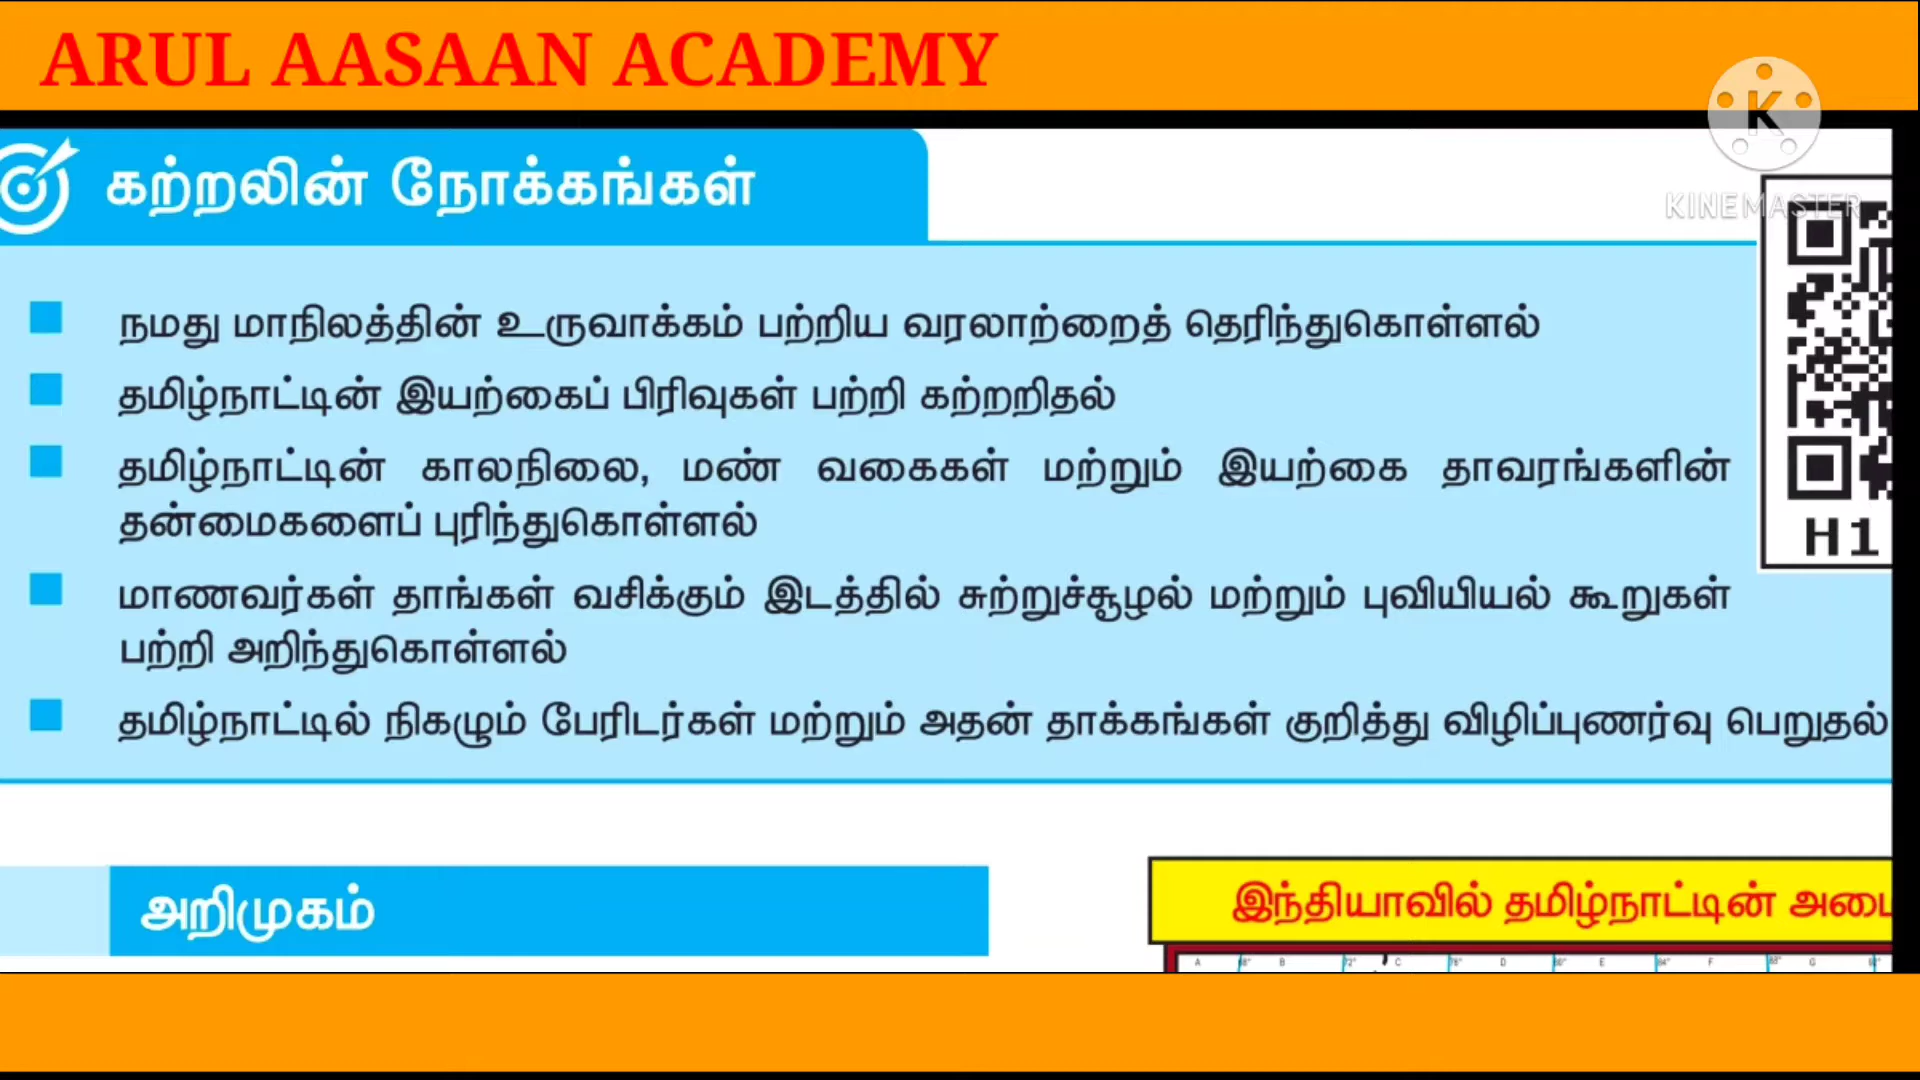 ARUL AASAAN ACADEMY
KINEMASTER
கற்றலின் நோக்கங்கள்
நமது மாநிலத்தின் உருவாக்கம் பற்றிய வரலாற்றைத் தெரிந்துகொள்ளல்
தமிழ்நாட்டின் இயற்கைப் பிரிவுகள் பற்றி கற்றறிதல்
தமிழ்நாட்டின் காலநிலை, மண் வகைகள் மற்றும் இயற்கை தாவரங்களின்
தன்மைகளைப் புரிந்துகொள்ளல்
H1
மாணவர்கள் தாங்கள் வசிக்கும் இடத்தில் சுற்றுச்சூழல் மற்றும் புவியியல் கூறுகள்
பற்றி அறிந்துகொள்ளல்
தமிழ்நாட்டில் நிகழும் பேரிடர்கள் மற்றும் அதன் தாக்கங்கள் குறித்து விழிப்புணர்வு பெறுதல்
அறிமுகம்
இந்தியாவில் தமிழ்நாட்டின்
A B C D E F G